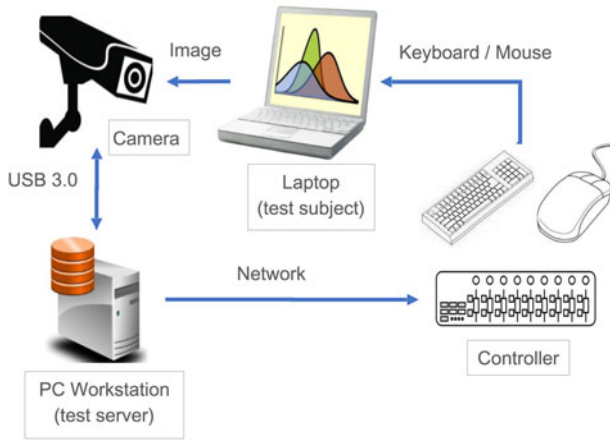 Image
Keyboard / Mouse
Camera
USB 3.0
Laptop
(test subject)
Network
Controller
PC Workstation
(test server)